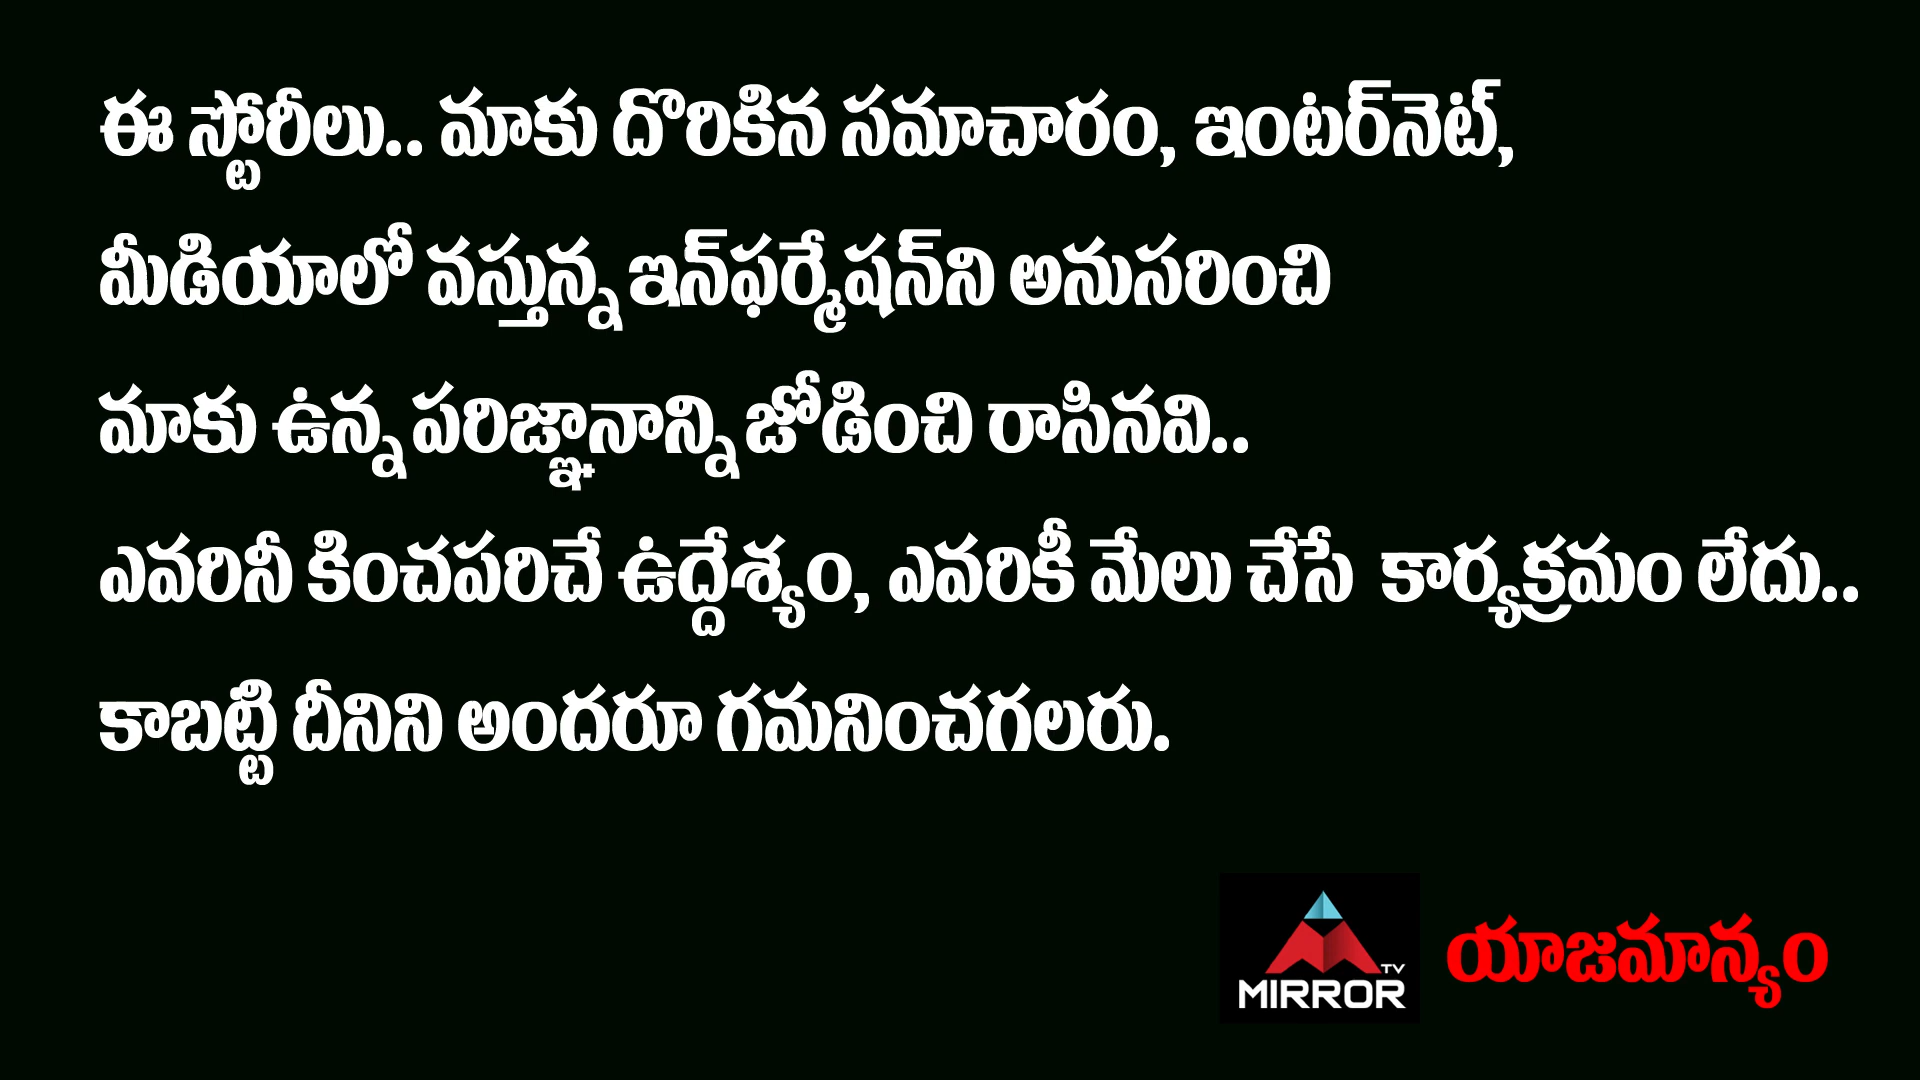 ఈ స్టోరీలు.. మాకు దొరికిన సమాచారం, ఇంటర్‌నెట్,
మీడియాలో వస్తున్న ఇన్‌ఫర్మేషన్‌ని అనుసరించి
మాకు ఉన్న పరిజ్ఞానాన్ని జోడించి రాసినవి..
ఎవరినీ కించపరిచే ఉద్దేశ్యం, ఎవరికీ మేలు చేసే కార్యక్రమం లేదు..
కాబట్టి దీనిని అందరూ గమనించగలరు.
TV
MIRROR
యాజమాన్యం